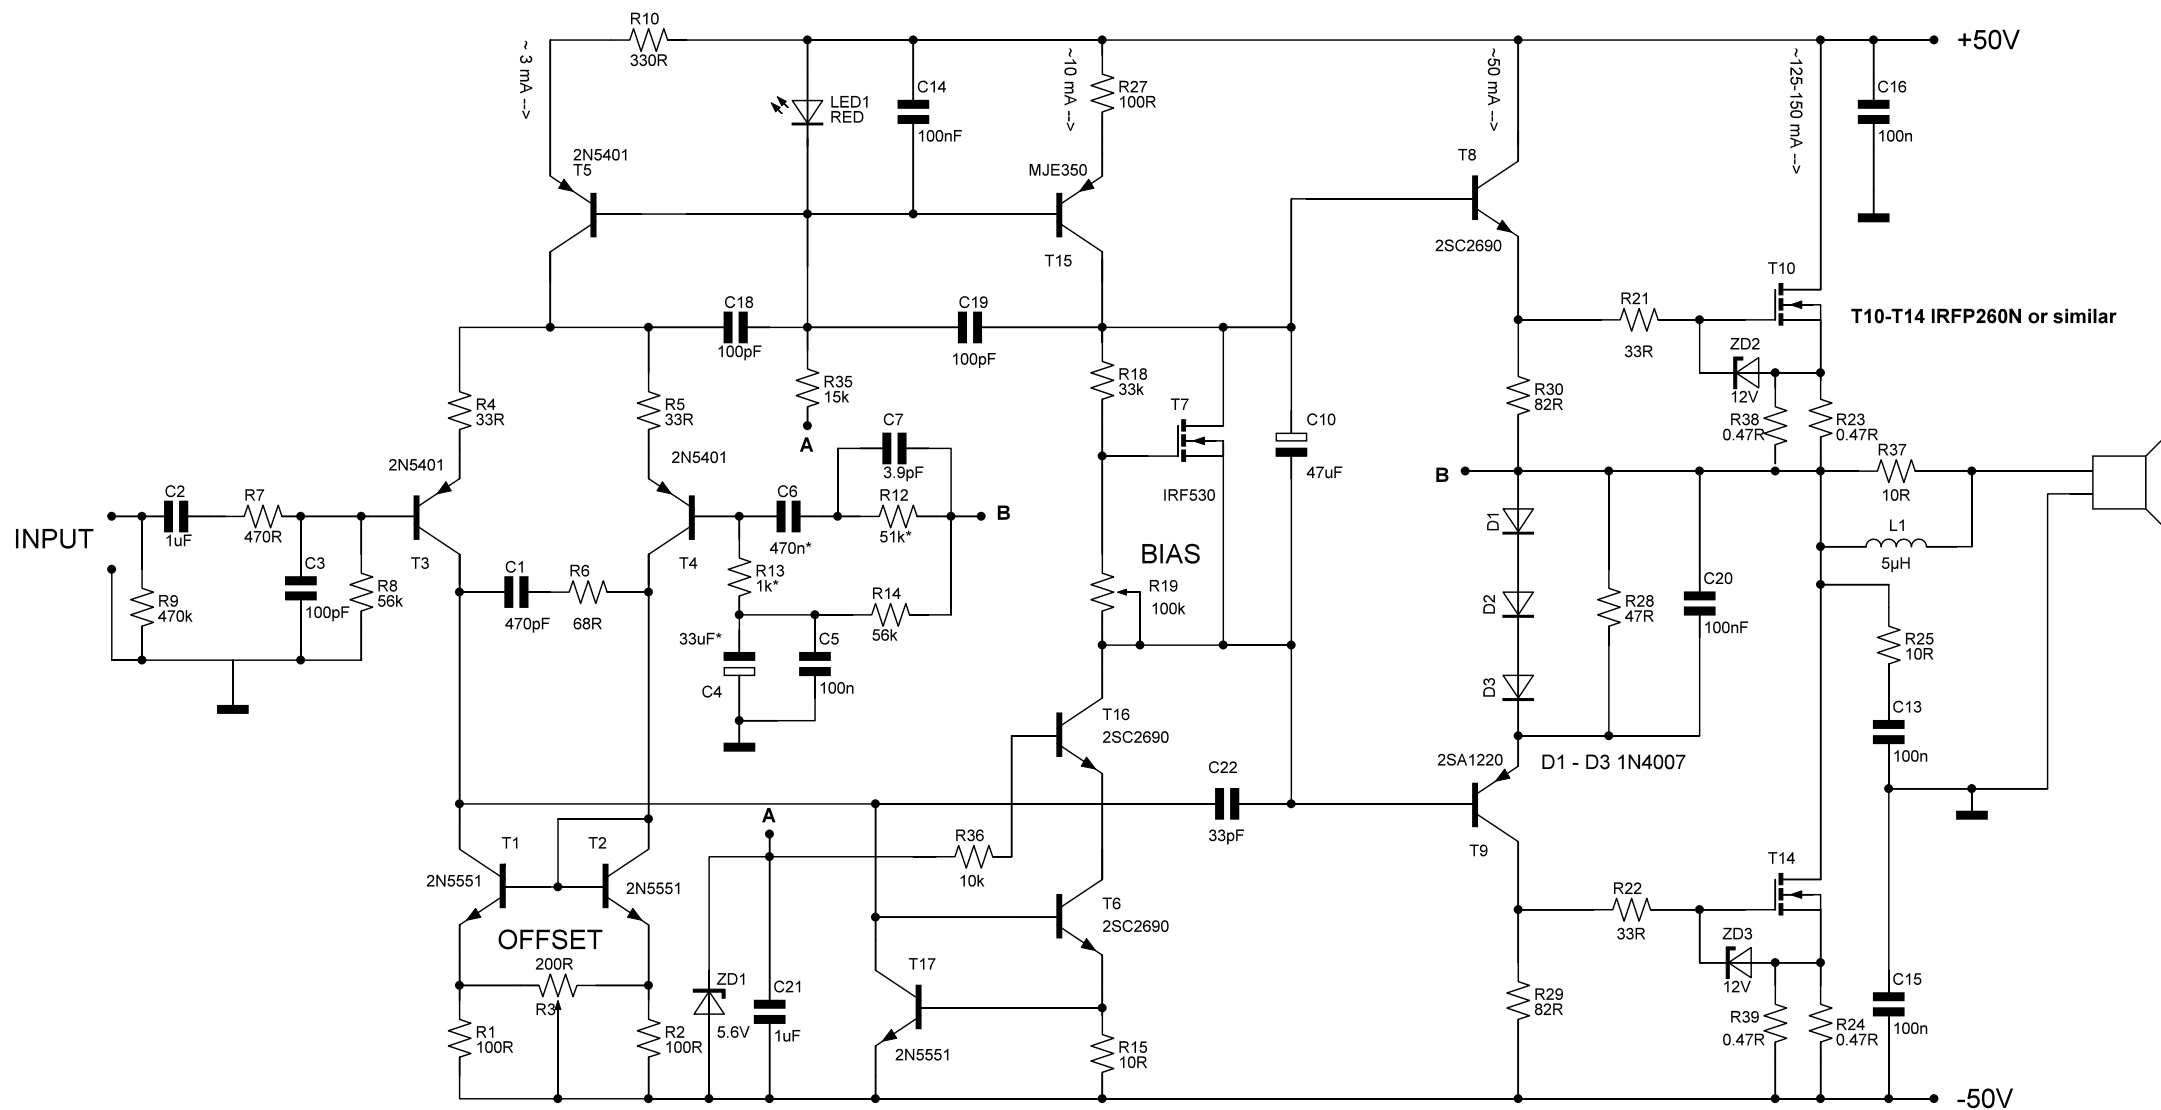 R10
330R
~ 3 mA -->
LED1
RED
C14
100nF
~10 mA -->
R27
100R
~50 mA -->
~125-150 mA -->
+50V
C16
100n
2N5401
T5
MJE350
T15
T8
2SC2690
T10
T10-T14 IRFP260N or similar
R21
33R
ZD2
12V
R38
0.47R
R23
0.47R
C18
100pF
C19
100pF
R35
15k
A
R18
33k
T7
IRF530
C10
47uF
R30
82R
R4
33R
R5
33R
2N5401
T3
2N5401
T4
C7
3.9pF
C6
470n*
R12
51k*
B
INPUT
C2
1uF
R7
470R
C3
100pF
R8
56k
R9
470k
C1
470pF
R6
68R
R13
1k*
R14
56k
33uF*
C4
C5
100n
BIAS
R19
100k
B
D1
D2
D3
R28
47R
C20
100nF
R37
10R
L1
5µH
R25
10R
C13
100n
D1 - D3 1N4007
T16
2SC2690
2SA1220
T9
C22
33pF
A
R36
10k
T1
2N5551
T2
2N5551
OFFSET
200R
R3
R1
100R
R2
100R
ZD1
5.6V
C21
1uF
T17
2N5551
T6
2SC2690
R15
10R
T14
R22
33R
ZD3
12V
R29
82R
R39
0.47R
R24
0.47R
C15
100n
-50V